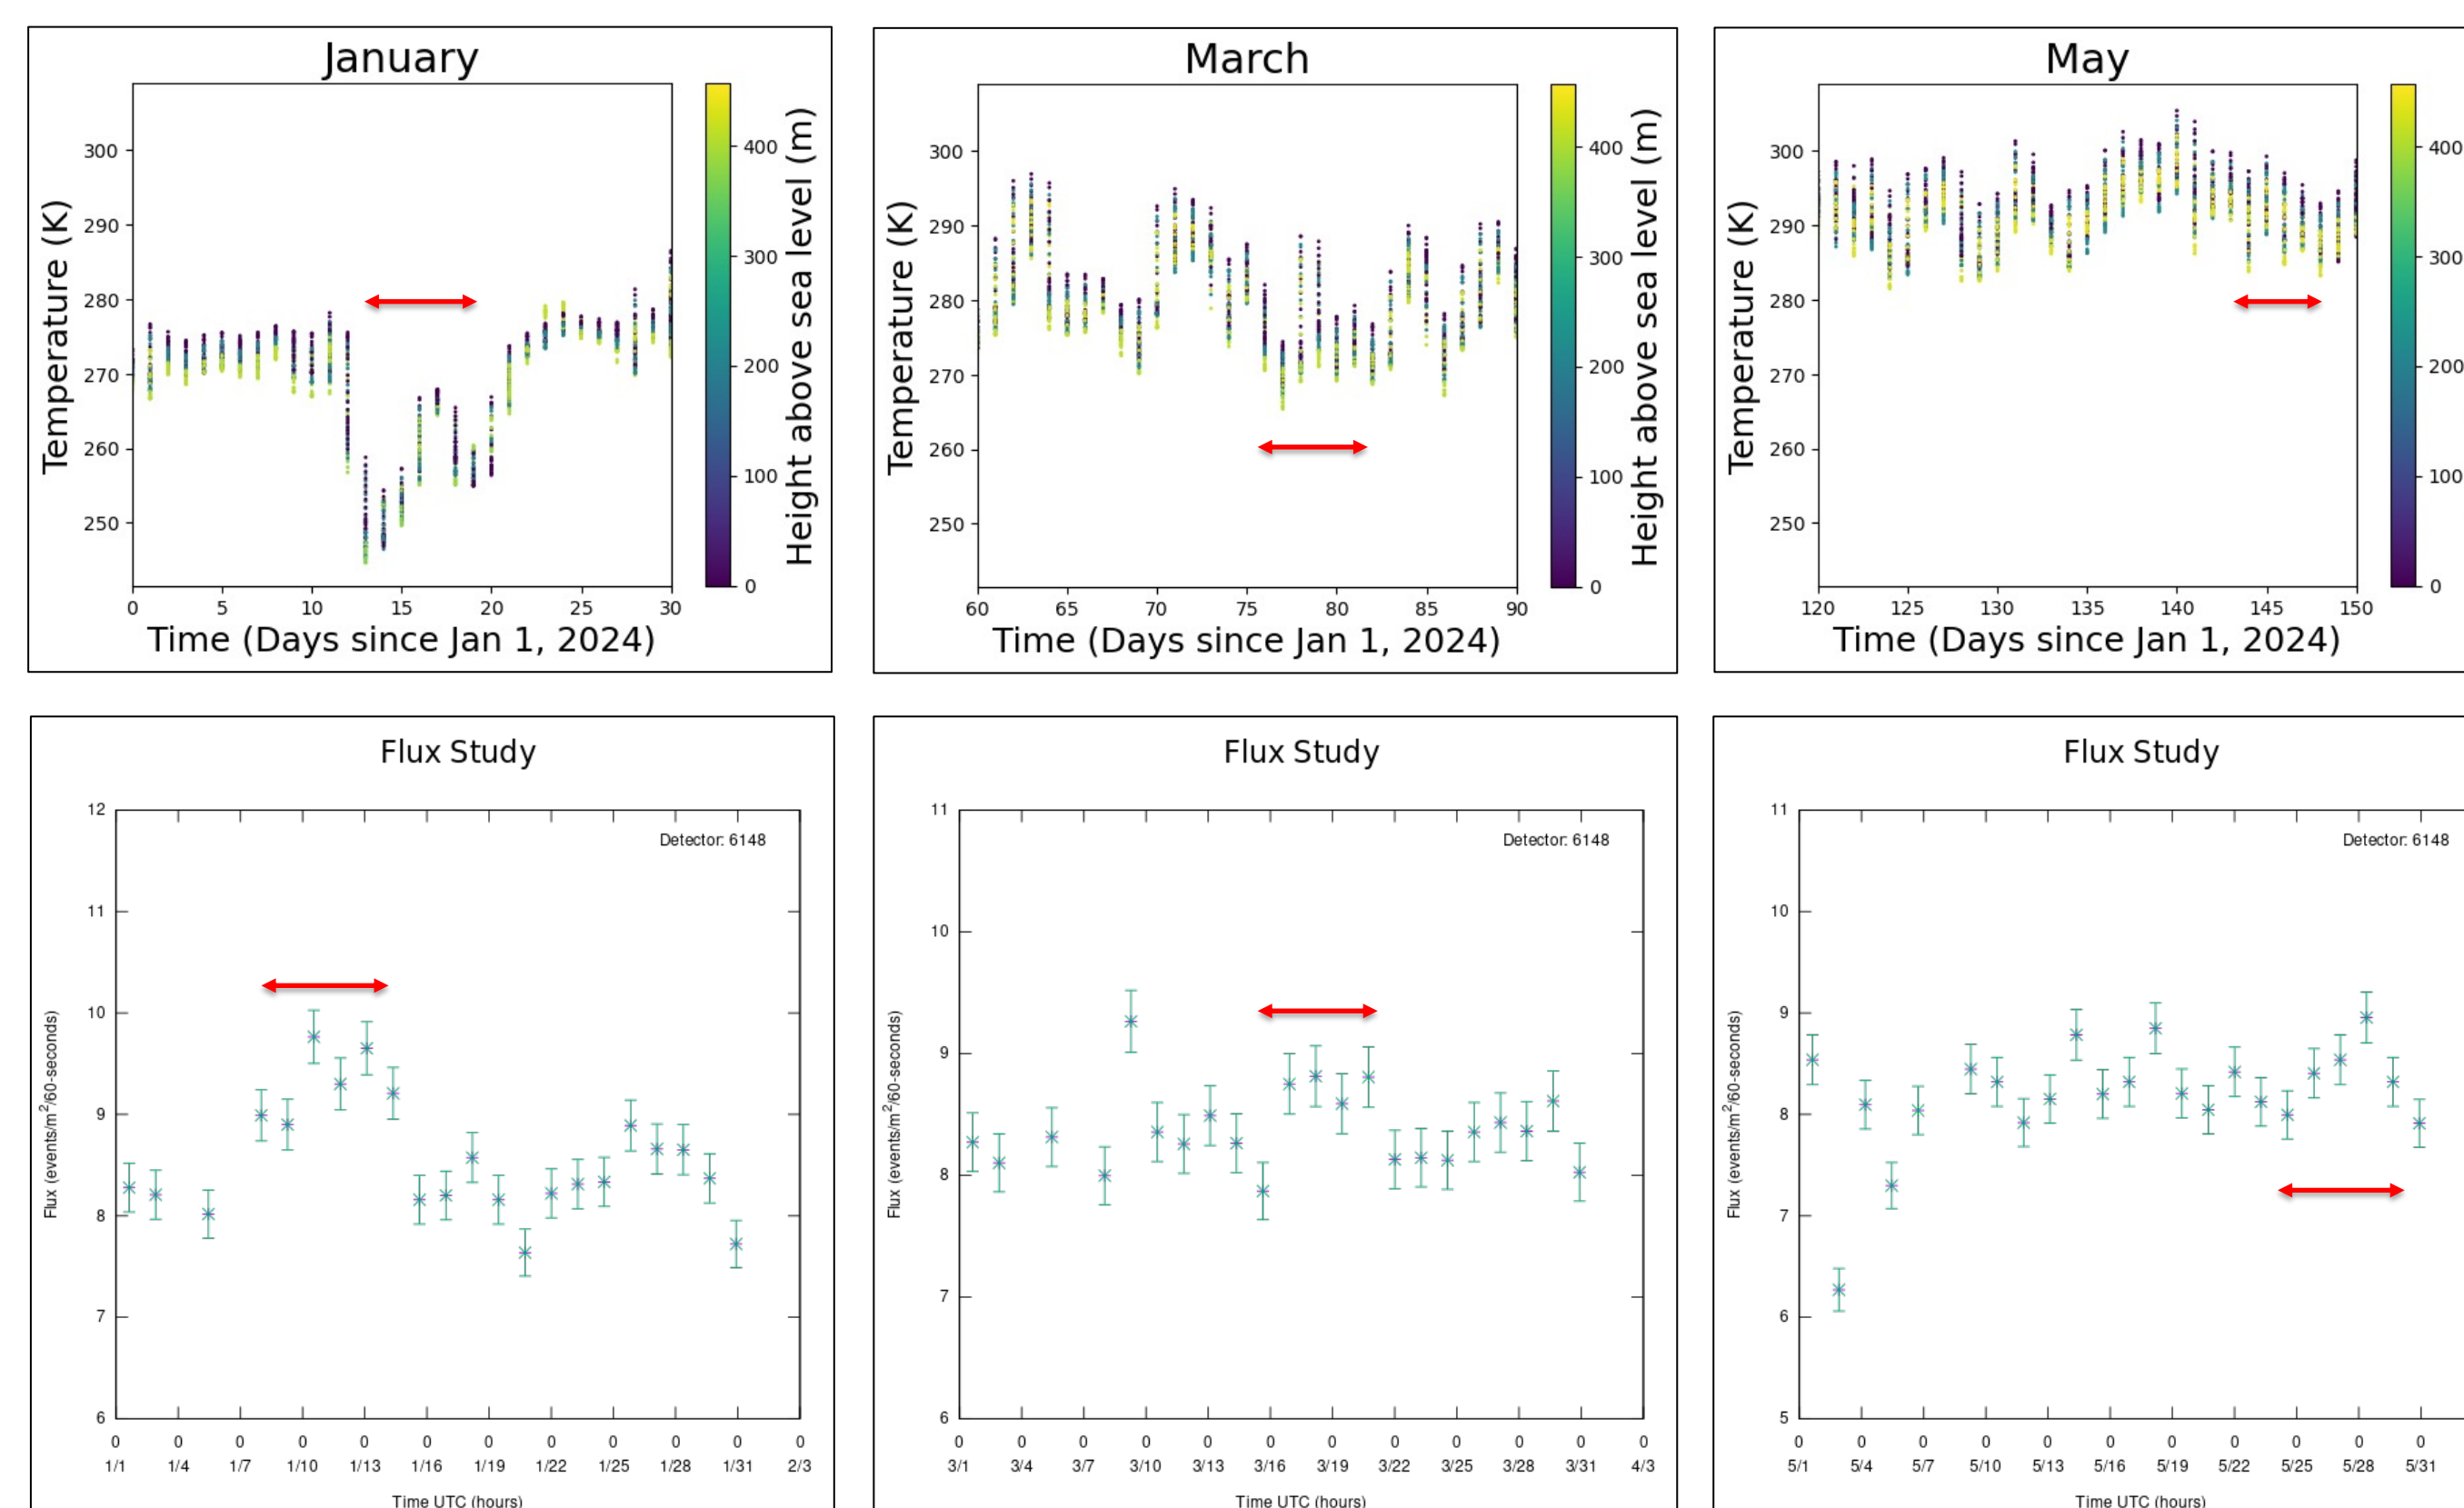 January
Temperature (K)
300
290
280
270
260
250
0 5 10 15 20 25 30
Time (Days since Jan 1, 2024)
400
300
200
100
0
Height above sea level (m)
March
Temperature (K)
300
290
280
270
260
250
60 65 70 75 80 85 90
Time (Days since Jan 1, 2024)
400
300
200
100
0
Height above sea level (m)
May
Temperature (K)
300
290
280
270
260
250
120 125 130 135 140 145 150
Time (Days since Jan 1, 2024)
400
300
200
100
0
Flux Study
Detector: 6148
Flux (events/m²/60-seconds)
12
11
10
9
8
7
6
0 0 0 0 0 0 0 0 0 0 0 0
1/1 1/4 1/7 1/10 1/13 1/16 1/19 1/22 1/25 1/28 1/31 2/3
Time UTC (hours)
Flux Study
Detector: 6148
Flux (events/m²/60-seconds)
11
10
9
8
7
6
0 0 0 0 0 0 0 0 0 0 0 0
3/1 3/4 3/7 3/10 3/13 3/16 3/19 3/22 3/25 3/28 3/31 4/3
Time UTC (hours)
Flux Study
Detector: 6148
Flux (events/m²/60-seconds)
11
10
9
8
7
6
5
0 0 0 0 0 0 0 0 0 0 0
5/1 5/4 5/7 5/10 5/13 5/16 5/19 5/22 5/25 5/28 5/31
Time UTC (hours)